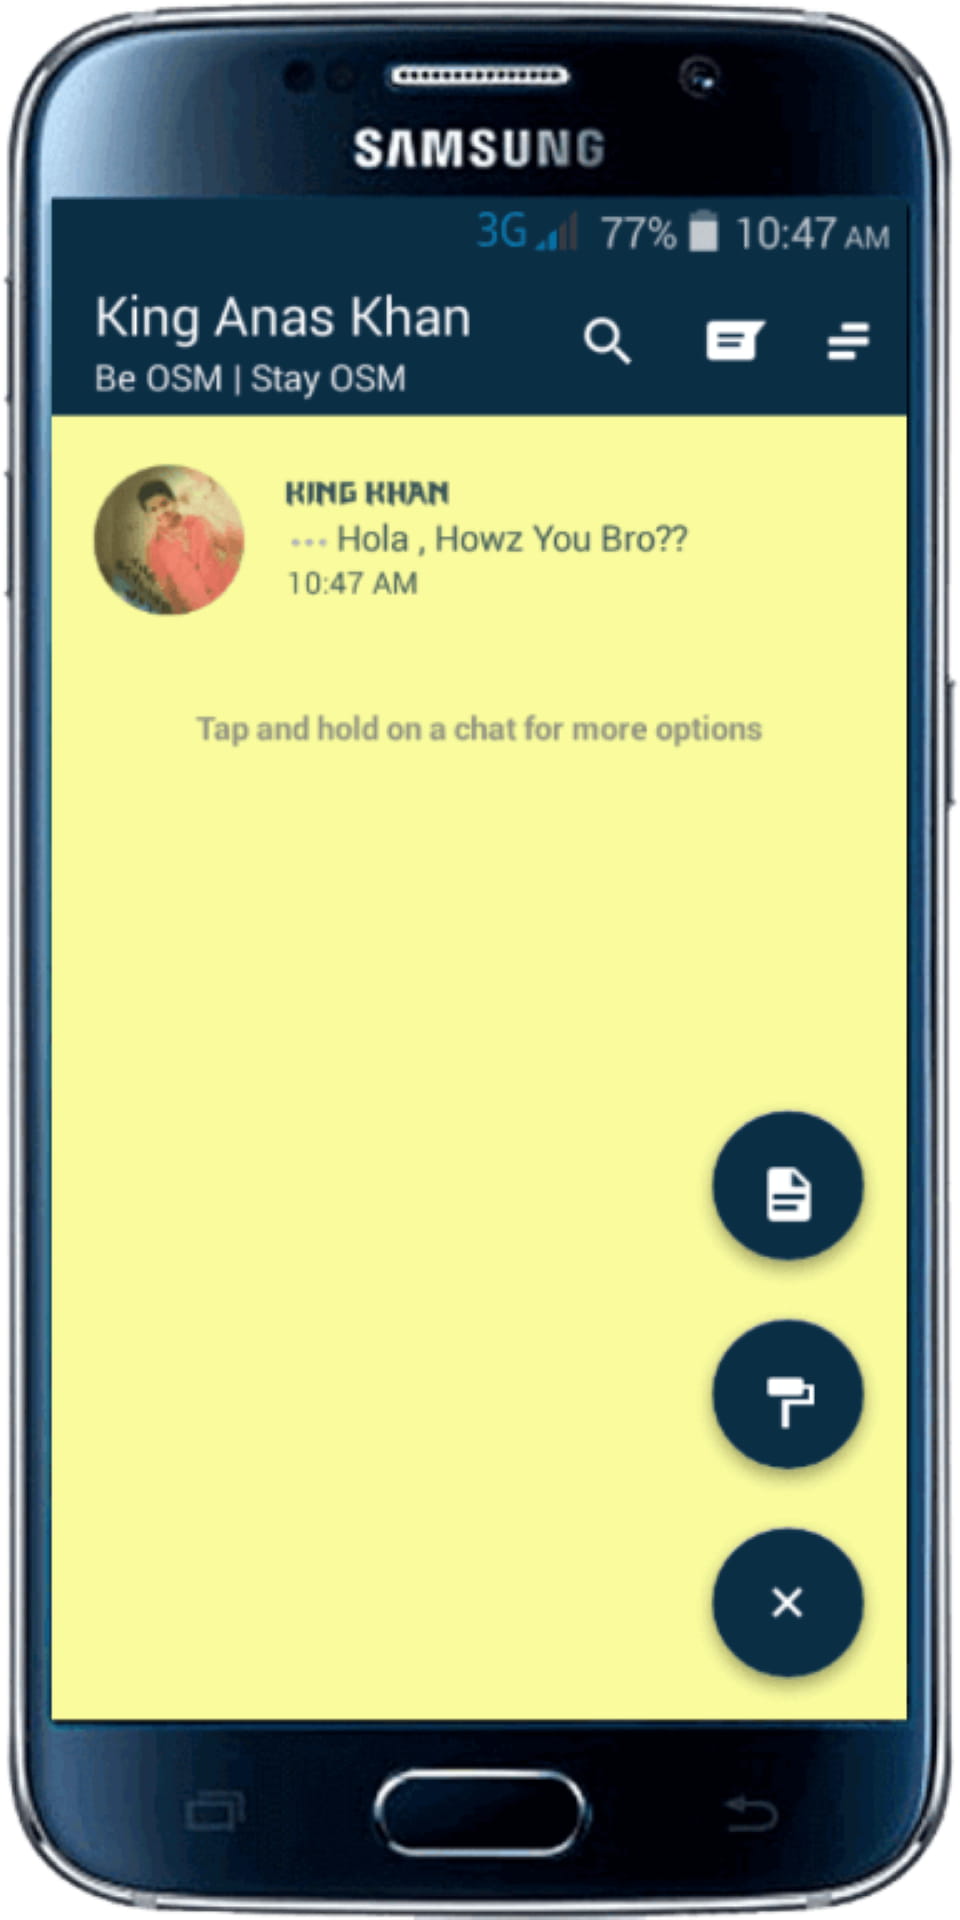 SAMSUNG
3G 77% 10:47 AM
King Anas Khan
Be OSM | Stay OSM
KING KHAN
··· Hola , Howz You Bro??
10:47 AM
Tap and hold on a chat for more options